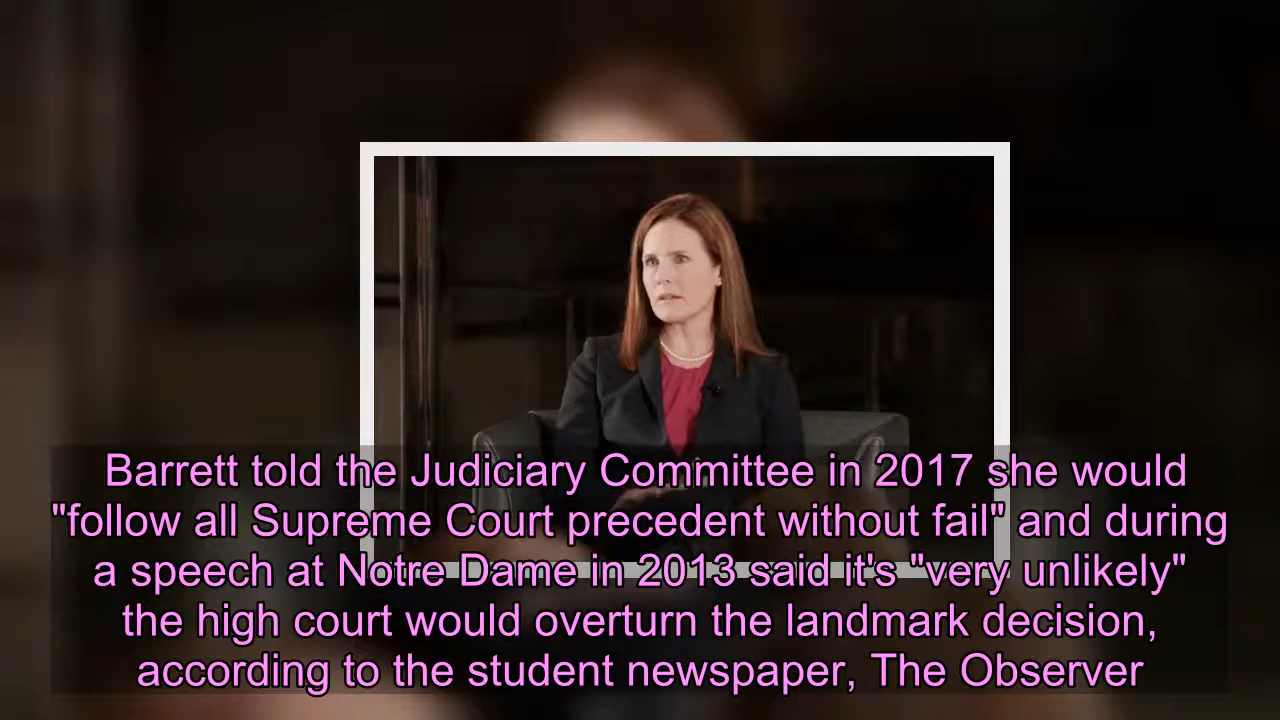 Barrett told the Judiciary Committee in 2017 she would
"follow all Supreme Court precedent without fail" and during
a speech at Notre Dame in 2013 said it's "very unlikely"
the high court would overturn the landmark decision,
according to the student newspaper, The Observer